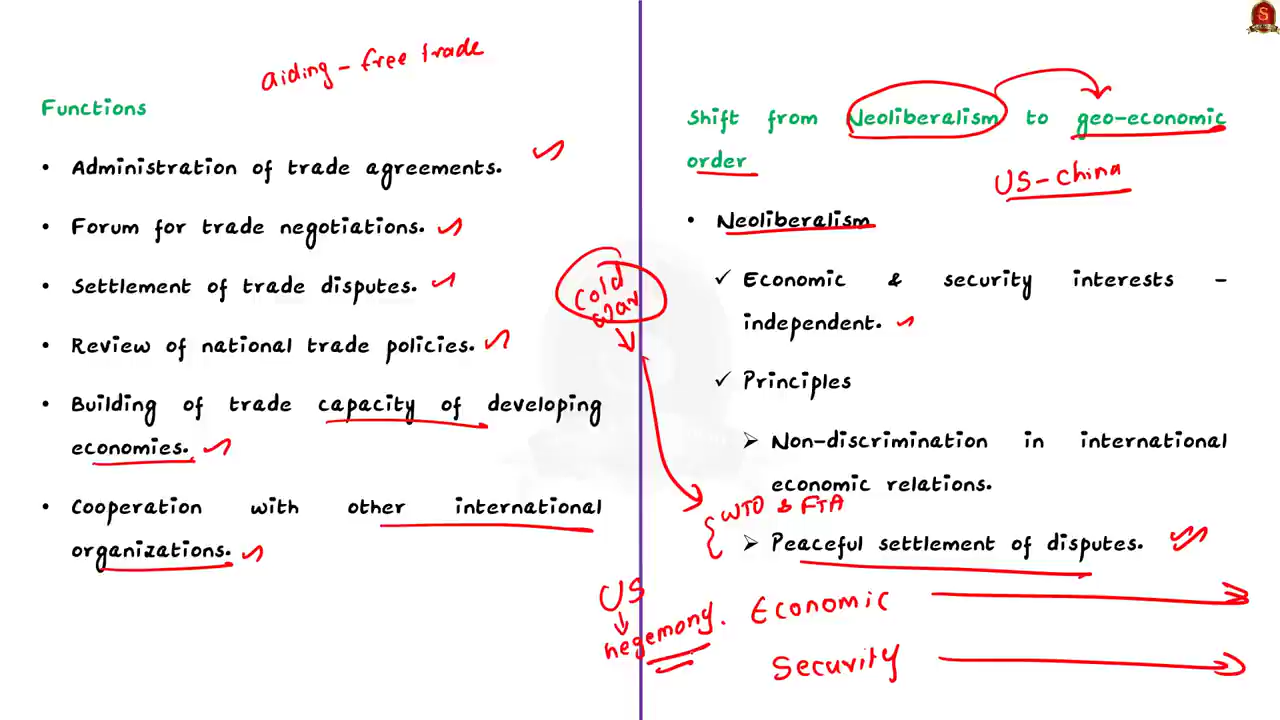 aiding - free trade
Functions
• Administration of trade agreements.
• Forum for trade negotiations.
• Settlement of trade disputes.
• Review of national trade policies.
• Building of trade capacity of developing
economies.
• Cooperation with other international
organizations.
Cold
war
US
hegemony.
Shift from Neoliberalism to geo-economic
order
US - China
• Neoliberalism
✓ Economic & security interests -
independent.
✓ Principles
➢ Non-discrimination in international
economic relations.
WTO & FTA
➢ Peaceful settlement of disputes.
Economic
Security